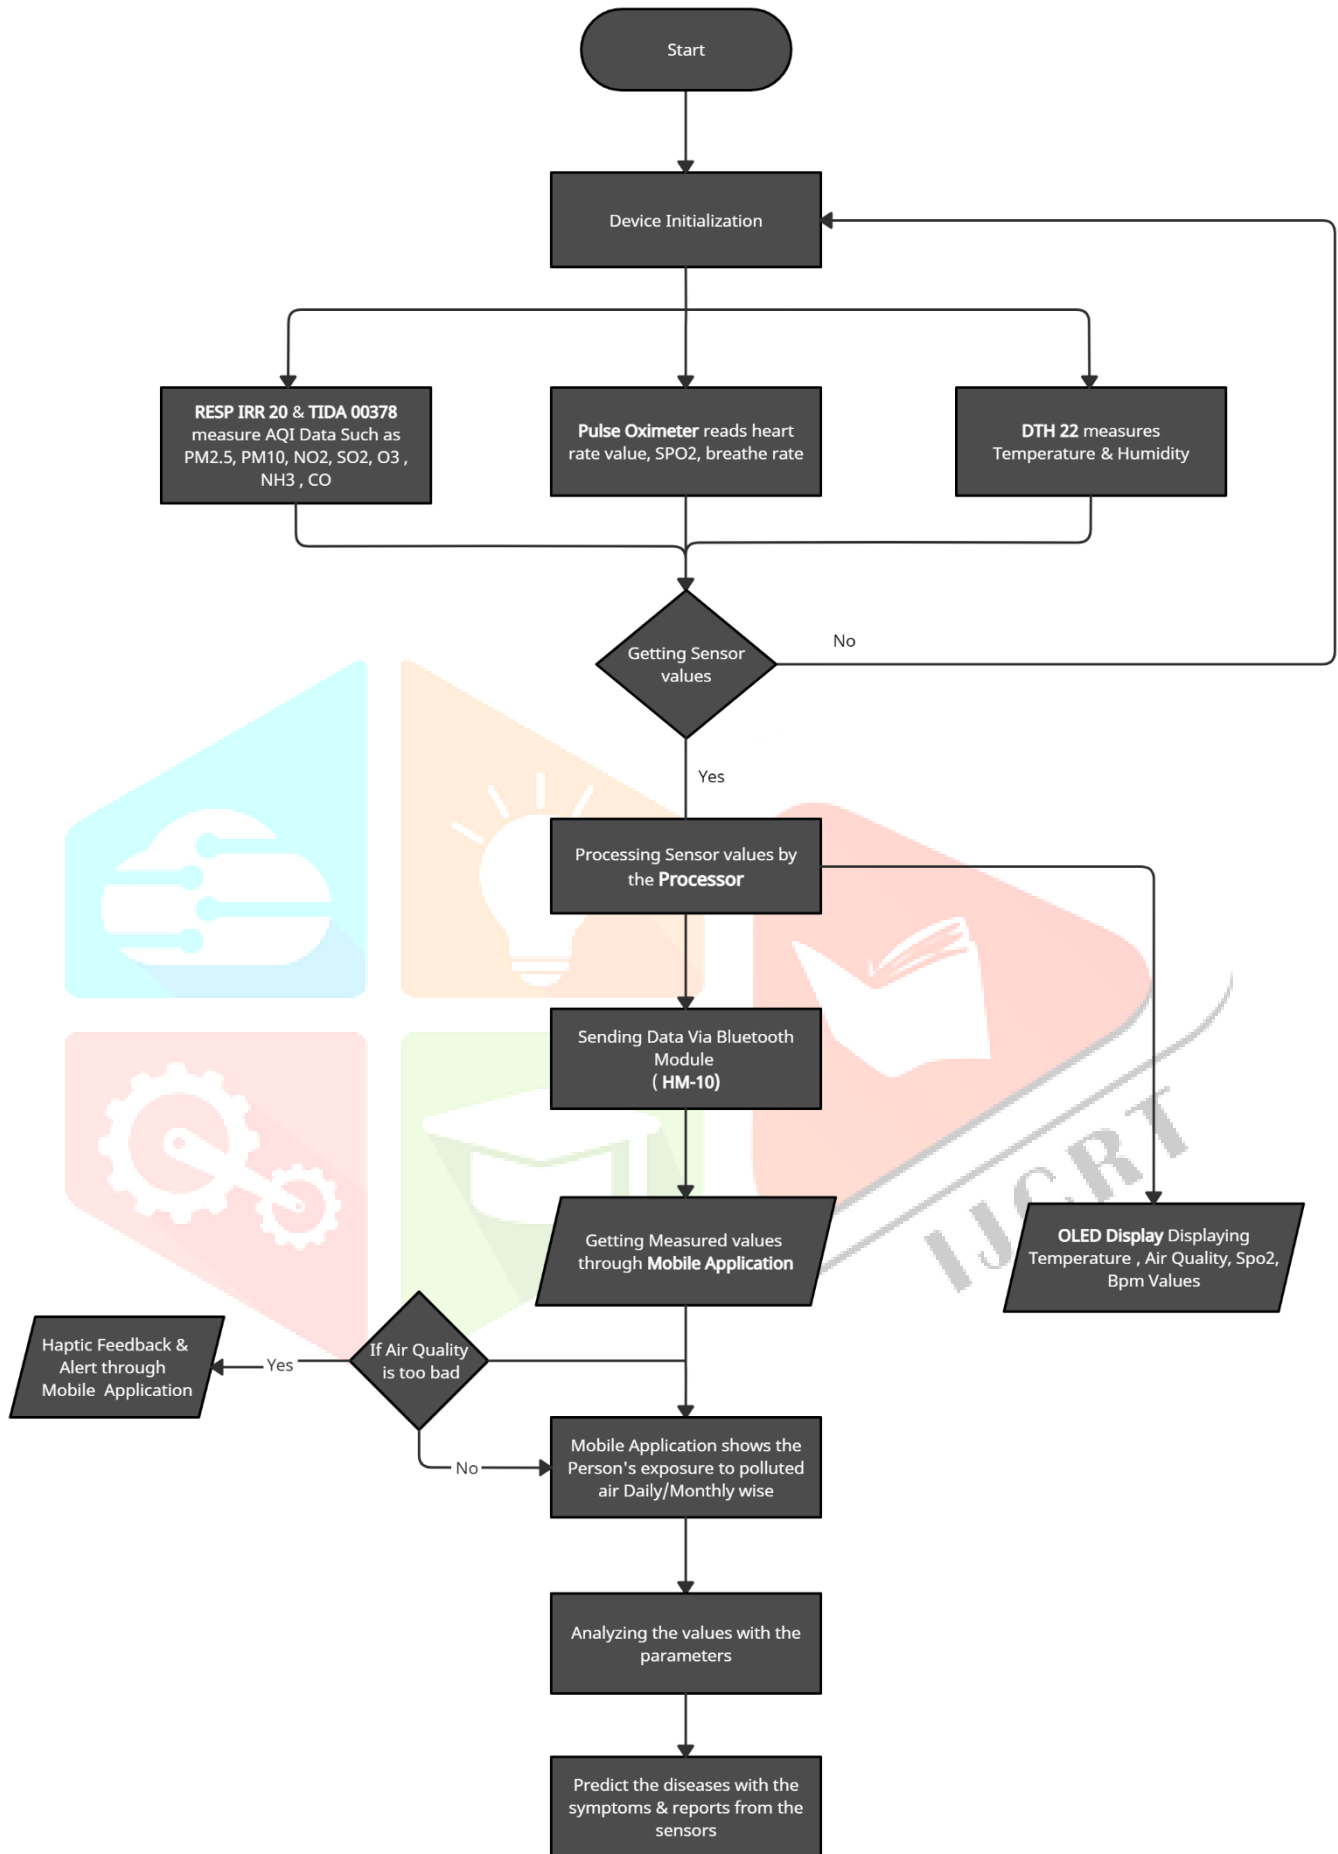 Start
Device Initialization
RESP IRR 20 & TIDA 00378
measure AQI Data Such as
PM2.5, PM10, NO2, SO2, O3 ,
NH3 , CO
Pulse Oximeter reads heart
rate value, SPO2, breathe rate
DTH 22 measures
Temperature & Humidity
Getting Sensor
values
No
Yes
Processing Sensor values by
the Processor
Sending Data Via Bluetooth
Module
( HM-10)
Getting Measured values
through Mobile Application
OLED Display Displaying
Temperature , Air Quality, Spo2,
Bpm Values
IJCRT
If Air Quality
is too bad
Yes
Haptic Feedback &
Alert through
Mobile  Application
No
Mobile Application shows the
Person's exposure to polluted
air Daily/Monthly wise
Analyzing the values with the
parameters
Predict the diseases with the
symptoms & reports from the
sensors